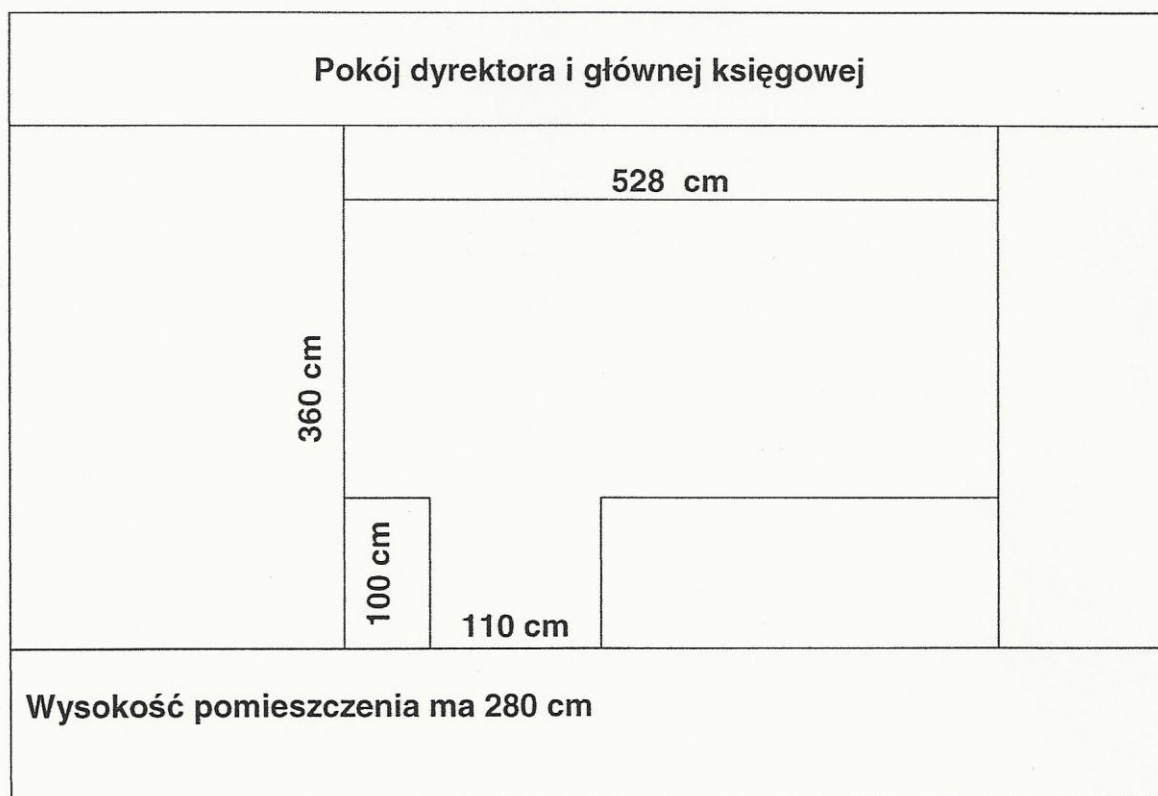 Pokój dyrektora i głównej księgowej
528 cm
360 cm
100 cm
110 cm
Wysokość pomieszczenia ma 280 cm